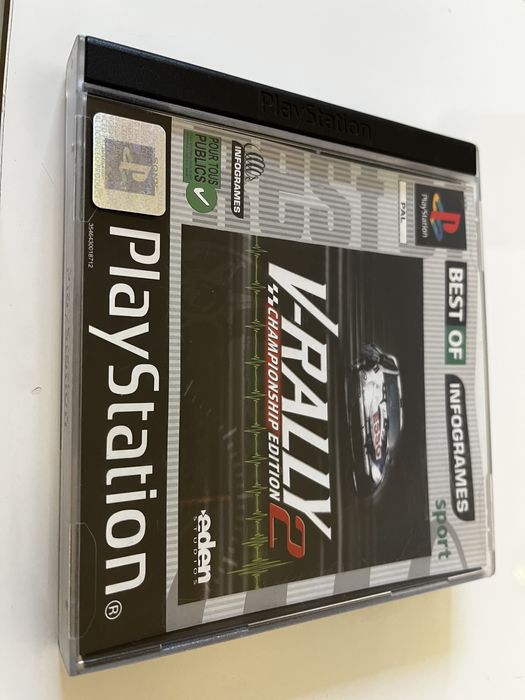 PlayStation
PlayStation
PAL
BEST OF INFOGRAMES
sport
INFOGRAMES
POUR TOUS
PUBLICS
V-RALLY 2
CHAMPIONSHIP EDITION
eden
STUDIOS
PlayStation®